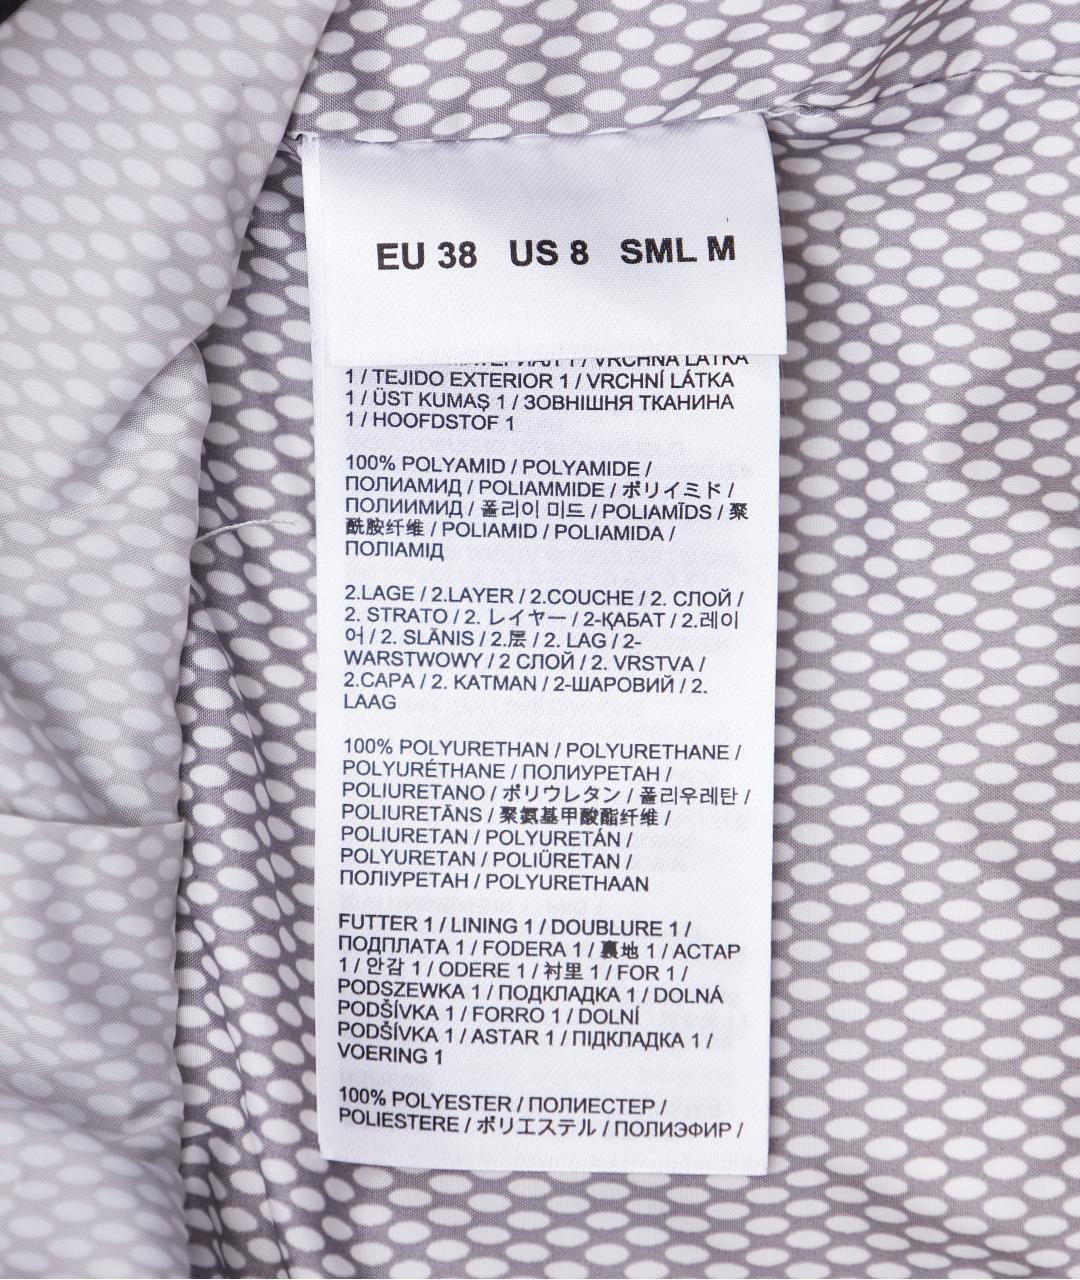 EU 38 US 8 SML M
1 / VRCHNÁ LÁTKA
1 / TEJIDO EXTERIOR 1 / VRCHNÍ LÁTKA
1 / ÜST KUMAŞ 1 / ЗОВНІШНЯ ТКАНИНА
1 / HOOFDSTOF 1
100% POLYAMID / POLYAMIDE /
ПОЛИАМИД / POLIAMMIDE / ポリイミド /
ПОЛИИМИД / 폴리이 미드 / POLIAMĪDS / 聚
酰胺纤维 / POLIAMID / POLIAMIDA /
ПОЛІАМІД
2.LAGE / 2.LAYER / 2.COUCHE / 2. СЛОЙ /
2. STRATO / 2. レイヤー / 2-ҚАБАТ / 2.레이
어 / 2. SLĀNIS / 2.层 / 2. LAG / 2-
WARSTWOWY / 2 СЛОЙ / 2. VRSTVA /
2.CAPA / 2. KATMAN / 2-ШАРОВИЙ / 2.
LAAG
100% POLYURETHAN / POLYURETHANE /
POLYURÉTHANE / ПОЛИУРЕТАН /
POLIURETANO / ポリウレタン / 폴리우레탄 /
POLIURETĀNS / 聚氨基甲酸酯纤维 /
POLIURETAN / POLYURETÁN /
POLYURETAN / POLIÜRETAN /
ПОЛІУРЕТАН / POLYURETHAAN
FUTTER 1 / LINING 1 / DOUBLURE 1 /
ПОДПЛАТА 1 / FODERA 1 / 裏地 1 / АСТАР
1 / 안감 1 / ODERE 1 / 衬里 1 / FOR 1 /
PODSZEWKA 1 / ПОДКЛАДКА 1 / DOLNÁ
PODŠÍVKA 1 / FORRO 1 / DOLNÍ
PODŠÍVKA 1 / ASTAR 1 / ПІДКЛАДКА 1 /
VOERING 1
100% POLYESTER / ПОЛИЕСТЕР /
POLIESTERE / ポリエステル / ПОЛИЭФИР /